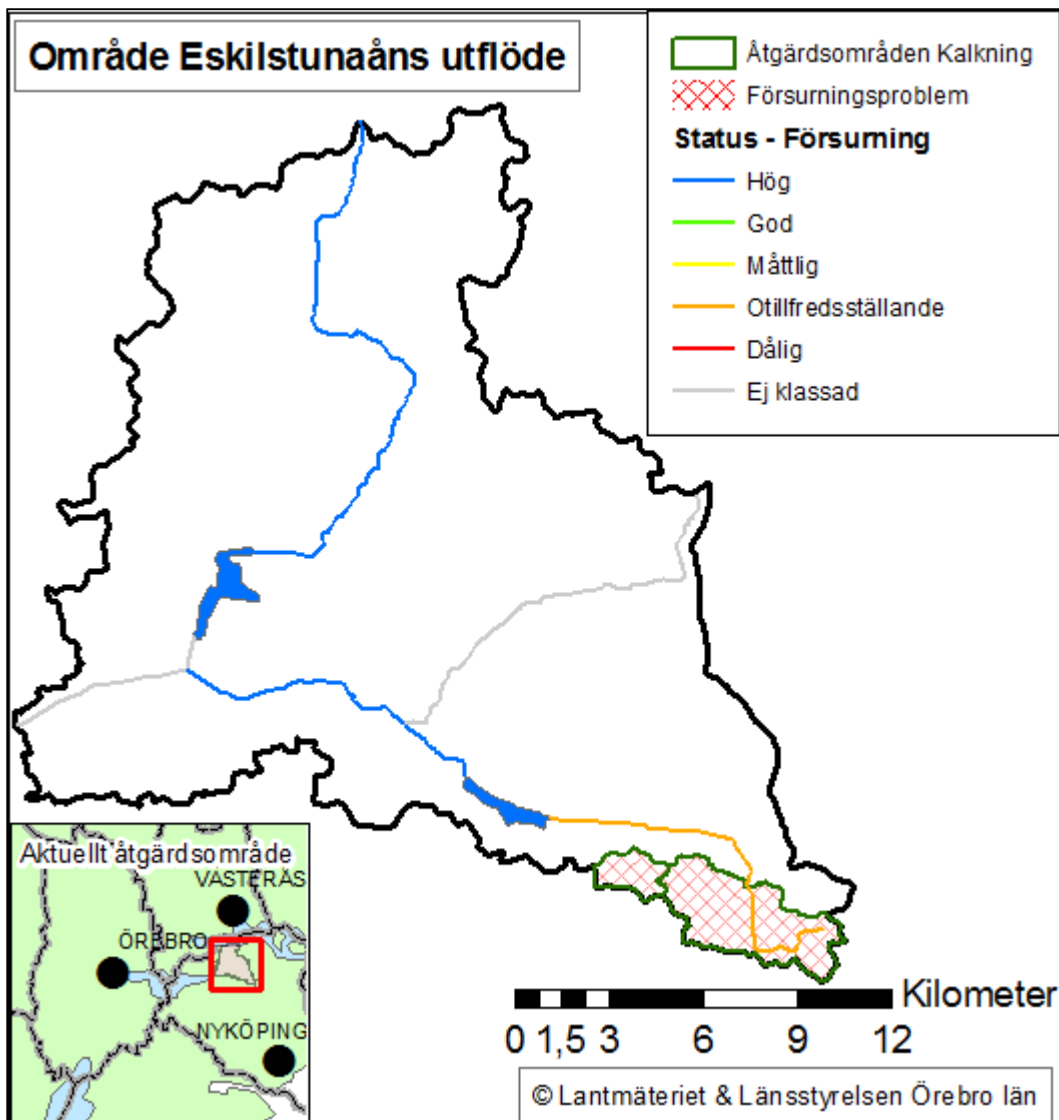 Område Eskilstunaåns utflöde
Åtgärdsområden Kalkning
Försurningsproblem
Status - Försurning
Hög
God
Måttlig
Otillfredsställande
Dålig
Ej klassad
Aktuellt åtgärdsområde
VÄSTERÅS
ÖREBRO
NYKÖPING
Kilometer
0 1,5 3 6 9 12
© Lantmäteriet & Länsstyrelsen Örebro län